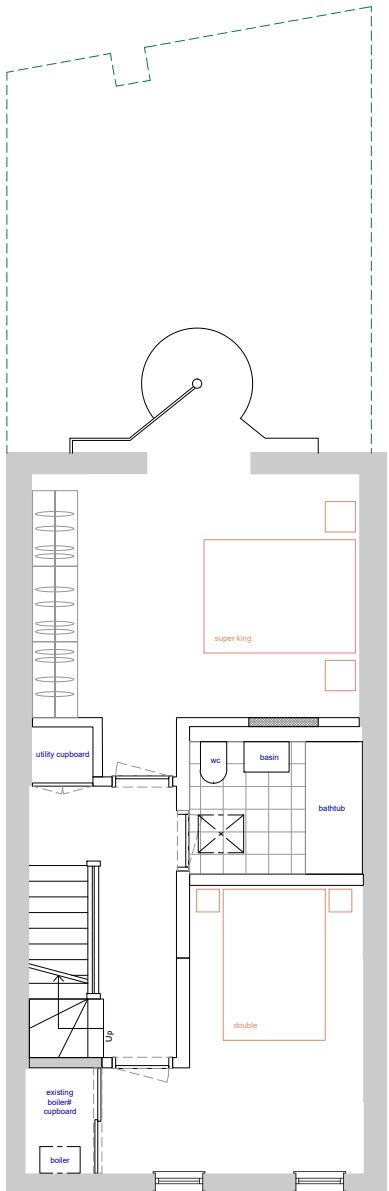 super king
utility cupboard
wc
basin
bathtub
double
Up
existing
boiler#
cupboard
boiler